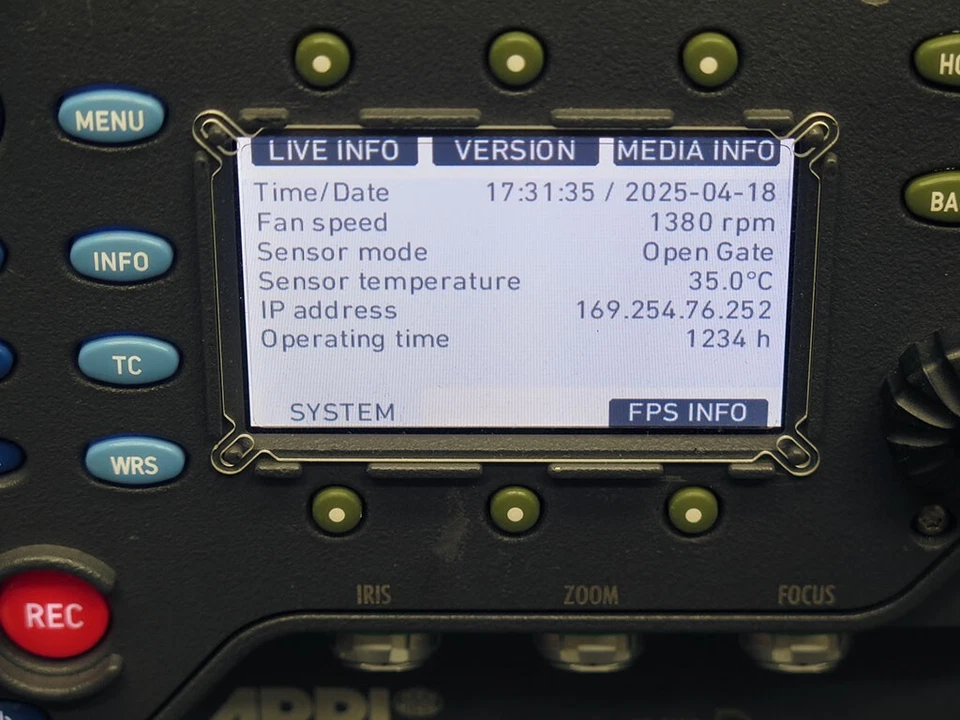 MENU
LIVE INFO VERSION MEDIA INFO
Time/Date 17:31:35 / 2025-04-18
Fan speed 1380 rpm
Sensor mode Open Gate
Sensor temperature 35.0°C
IP address 169.254.76.252
Operating time 1234 h
SYSTEM FPS INFO
INFO
TC
WRS
REC
IRIS ZOOM FOCUS
ARRI